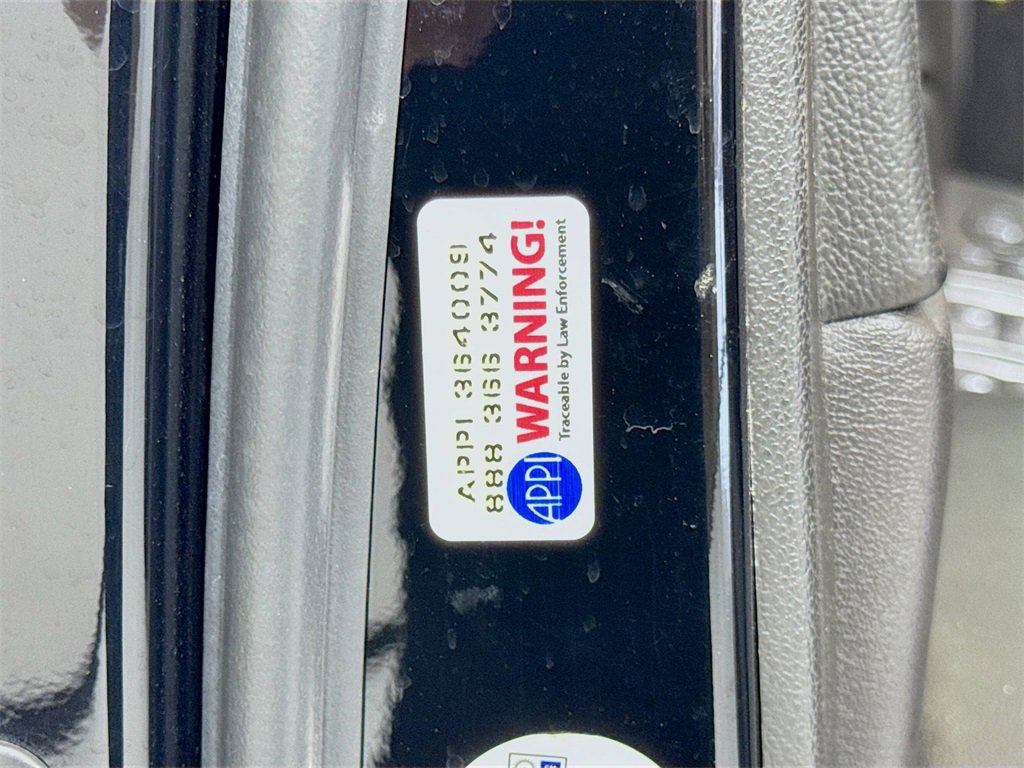 APPI 3640091
888 366 3774
APPI WARNING!
Traceable by Law Enforcement